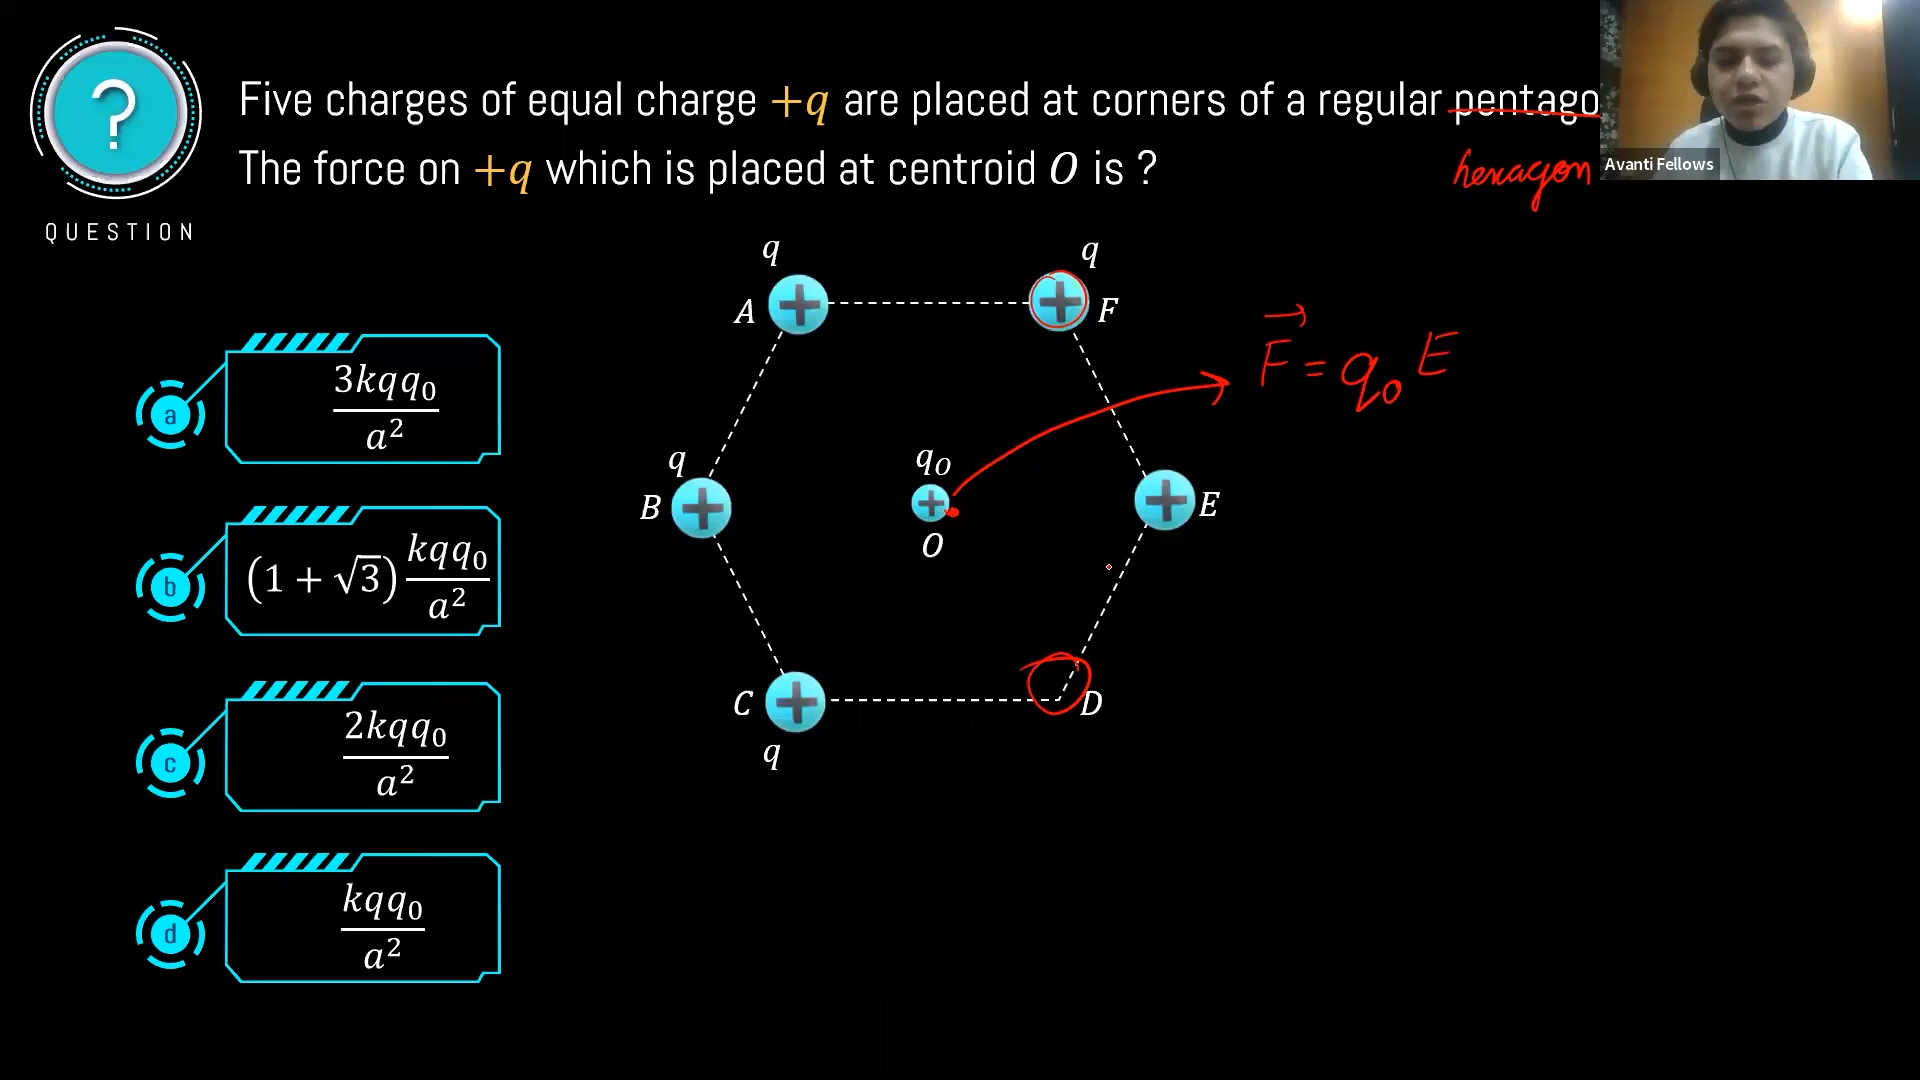 ?
QUESTION
Five charges of equal charge +q are placed at corners of a regular pentago
hexagon
The force on +q which is placed at centroid O is ?
Avanti Fellows
a
3kqq₀/a²
b
(1 + √3) kqq₀/a²
c
2kqq₀/a²
d
kqq₀/a²
q
q
A
F
q
B
q_O
O
E
C
D
q
F⃗ = q₀ E